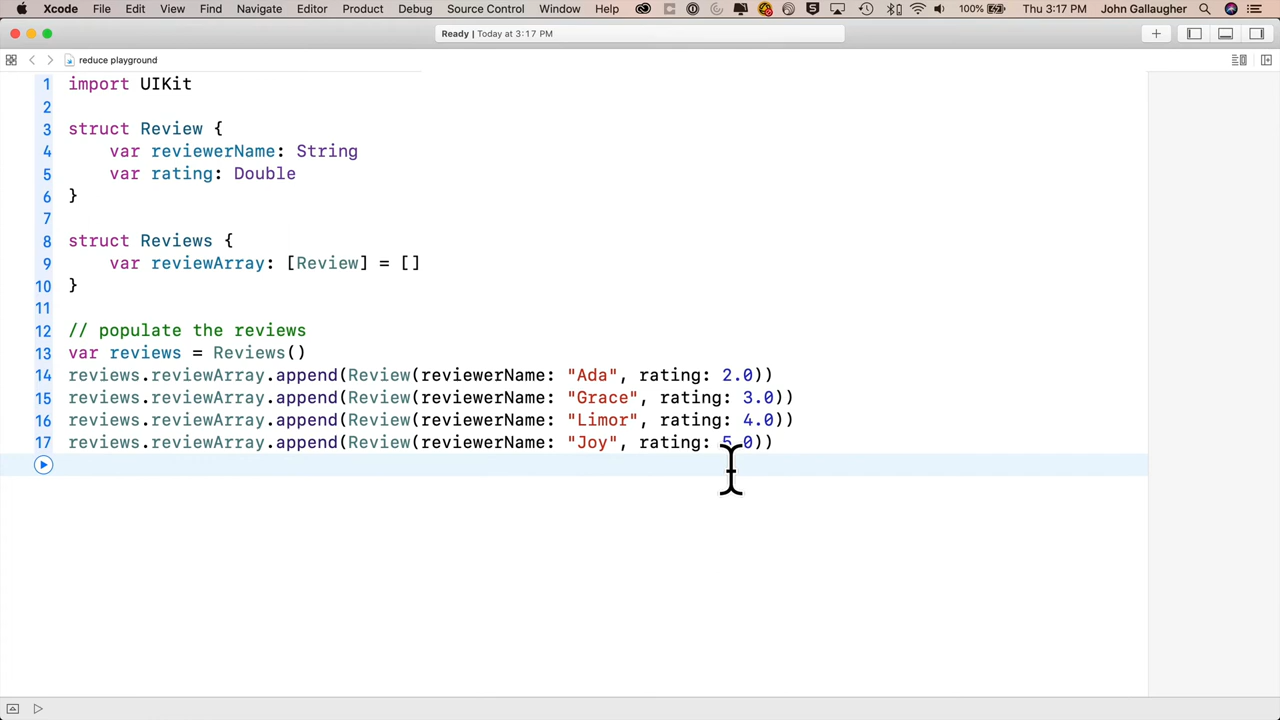 Xcode File Edit View Find Navigate Editor Product Debug Source Control Window Help 100% Thu 3:17 PM John Gallaugher
Ready | Today at 3:17 PM
reduce playground
1 import UIKit
2
3 struct Review {
4 var reviewerName: String
5 var rating: Double
6 }
7
8 struct Reviews {
9 var reviewArray: [Review] = []
10 }
11
12 // populate the reviews
13 var reviews = Reviews()
14 reviews.reviewArray.append(Review(reviewerName: "Ada", rating: 2.0))
15 reviews.reviewArray.append(Review(reviewerName: "Grace", rating: 3.0))
16 reviews.reviewArray.append(Review(reviewerName: "Limor", rating: 4.0))
17 reviews.reviewArray.append(Review(reviewerName: "Joy", rating: 5.0))